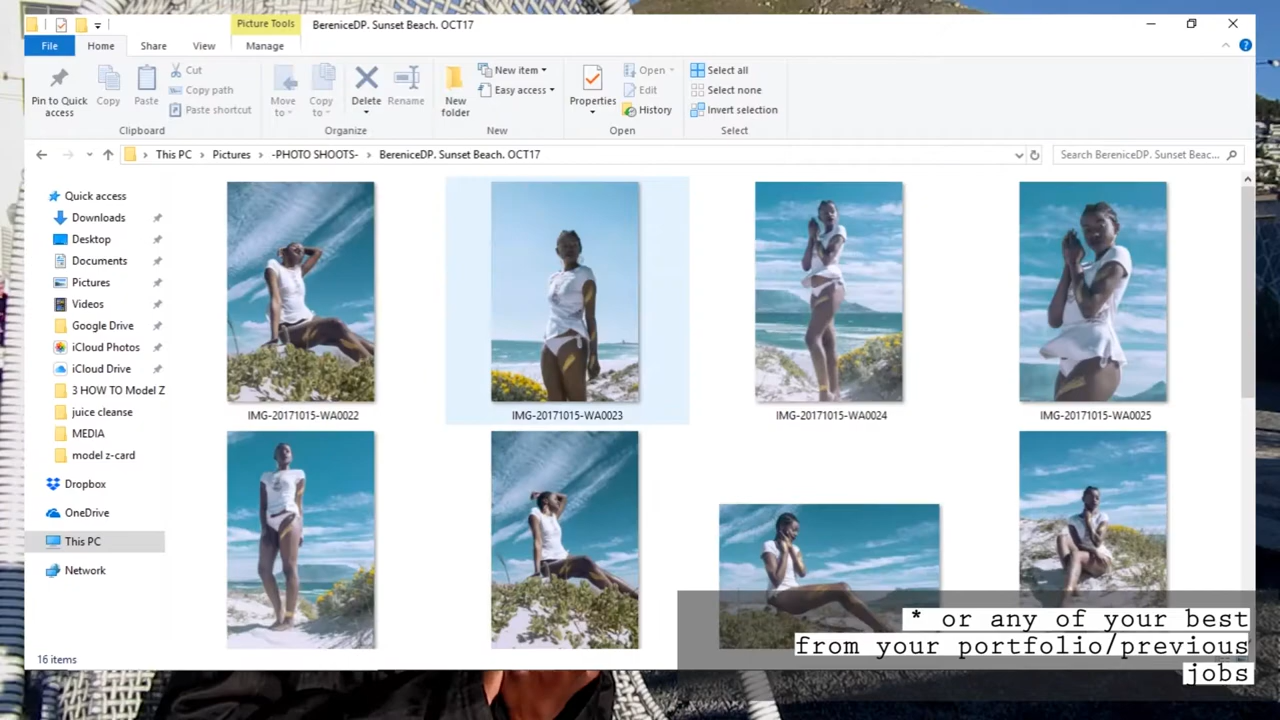 Picture Tools
BereniceDP. Sunset Beach. OCT17
File
Home
Share
View
Manage
Pin to Quick access
Copy
Paste
Cut
Copy path
Paste shortcut
Clipboard
Move to
Copy to
Delete
Rename
Organize
New folder
New item
Easy access
New
Properties
Open
Edit
History
Open
Select all
Select none
Invert selection
Select
This PC
Pictures
-PHOTO SHOOTS-
BereniceDP. Sunset Beach. OCT17
Search BereniceDP. Sunset Beac...
Quick access
Downloads
Desktop
Documents
Pictures
Videos
Google Drive
iCloud Photos
iCloud Drive
3 HOW TO Model Z
juice cleanse
MEDIA
model z-card
Dropbox
OneDrive
This PC
Network
IMG-20171015-WA0022
IMG-20171015-WA0023
IMG-20171015-WA0024
IMG-20171015-WA0025
16 items
* or any of your best
from your portfolio/previous
jobs